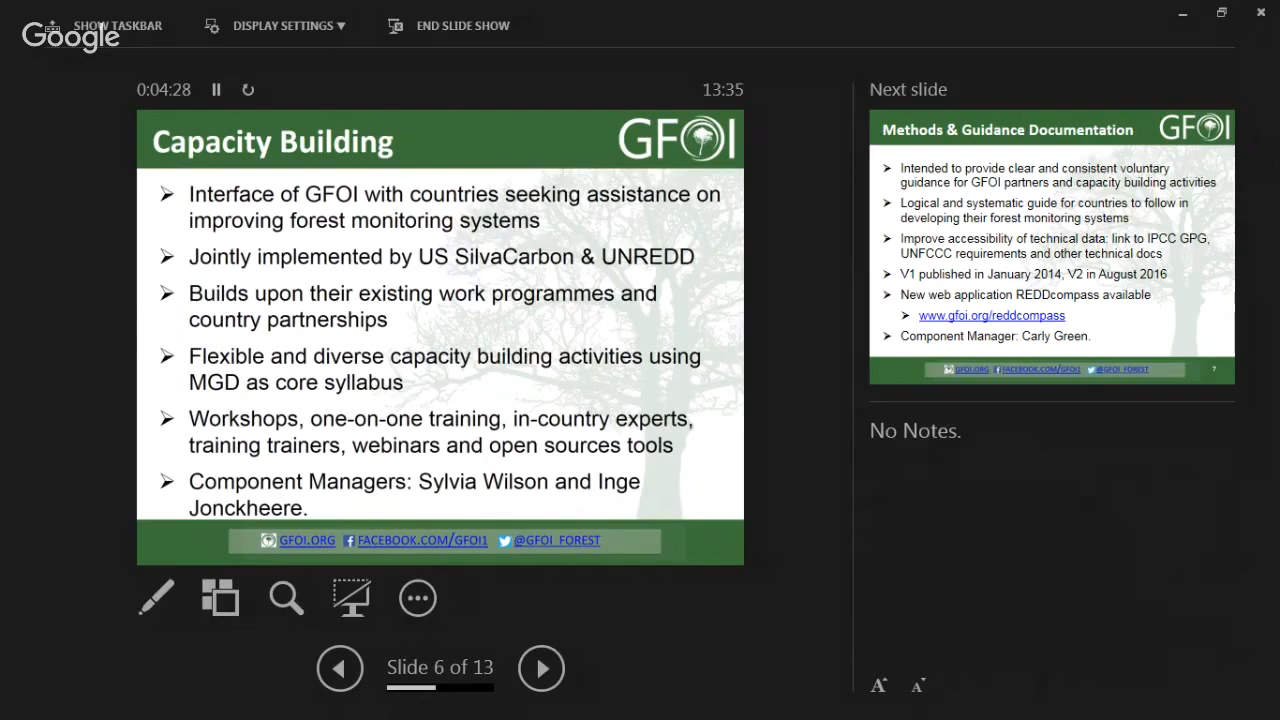 SHOW TASKBAR
DISPLAY SETTINGS ▼
END SLIDE SHOW
Google
0:04:28
13:35
Capacity Building
GFOI
➢ Interface of GFOI with countries seeking assistance on
improving forest monitoring systems
➢ Jointly implemented by US SilvaCarbon & UNREDD
➢ Builds upon their existing work programmes and
country partnerships
➢ Flexible and diverse capacity building activities using
MGD as core syllabus
➢ Workshops, one-on-one training, in-country experts,
training trainers, webinars and open sources tools
➢ Component Managers: Sylvia Wilson and Inge
Jonckheere.
GFOI.ORG FACEBOOK.COM/GFOI1 @GFOI_FOREST
Slide 6 of 13
Next slide
Methods & Guidance Documentation
GFOI
➢ Intended to provide clear and consistent voluntary
guidance for GFOI partners and capacity building activities
➢ Logical and systematic guide for countries to follow in
developing their forest monitoring systems
➢ Improve accessibility of technical data: link to IPCC GPG,
UNFCCC requirements and other technical docs
➢ V1 published in January 2014, V2 in August 2016
➢ New web application REDDcompass available
➢ www.gfoi.org/reddcompass
➢ Component Manager: Carly Green.
GFOI.ORG FACEBOOK.COM/GFOI1 @GFOI_FOREST
7
No Notes.
A A